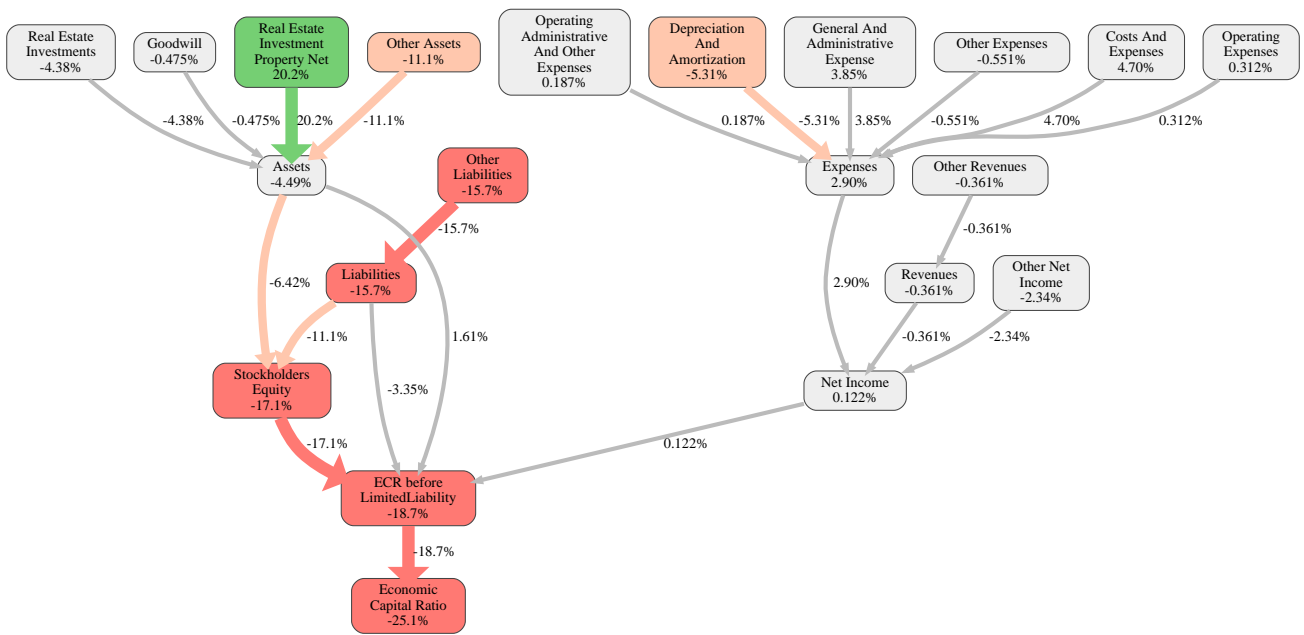 Real Estate
Investments
-4.38%
Goodwill
-0.475%
Real Estate
Investment
Property Net
20.2%
Other Assets
-11.1%
Operating
Administrative
And Other
Expenses
0.187%
Depreciation
And
Amortization
-5.31%
General And
Administrative
Expense
3.85%
Other Expenses
-0.551%
Costs And
Expenses
4.70%
Operating
Expenses
0.312%
-4.38%
-0.475%
20.2%
-11.1%
0.187%
-5.31%
3.85%
-0.551%
4.70%
0.312%
Assets
-4.49%
Other
Liabilities
-15.7%
Expenses
2.90%
Other Revenues
-0.361%
-15.7%
-0.361%
Liabilities
-15.7%
Revenues
-0.361%
Other Net
Income
-2.34%
-6.42%
2.90%
-11.1%
1.61%
-0.361%
-2.34%
Stockholders
Equity
-17.1%
-3.35%
Net Income
0.122%
-17.1%
0.122%
ECR before
LimitedLiability
-18.7%
-18.7%
Economic
Capital Ratio
-25.1%